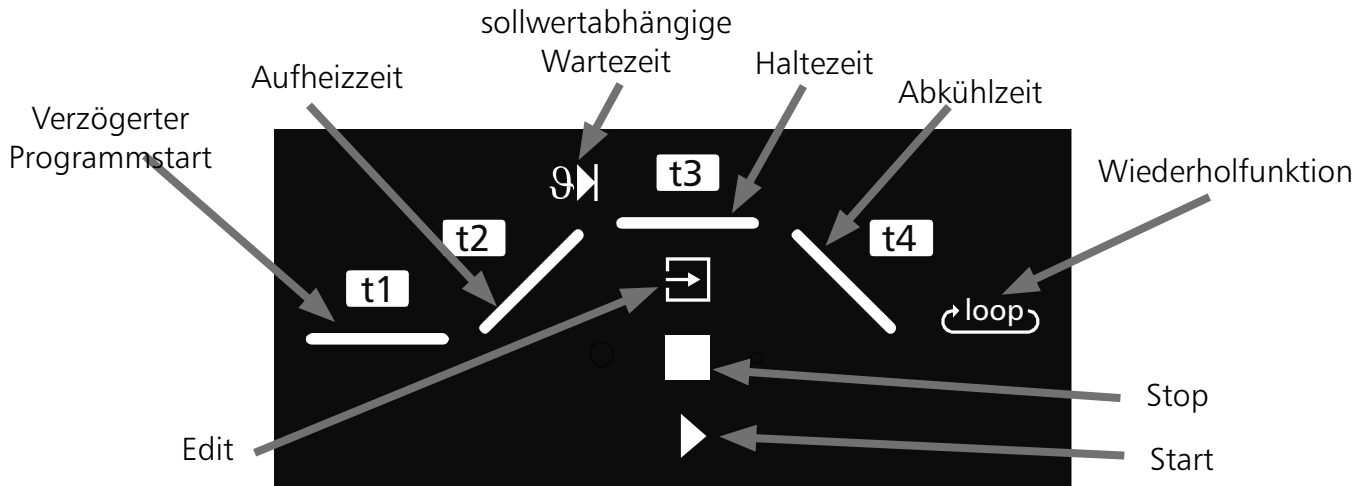 sollwertabhängige
Wartezeit
Haltezeit
Aufheizzeit
Abkühlzeit
Verzögerter
Programmstart
Wiederholfunktion
ϑ
t3
t2
t4
t1
loop
Stop
Edit
Start